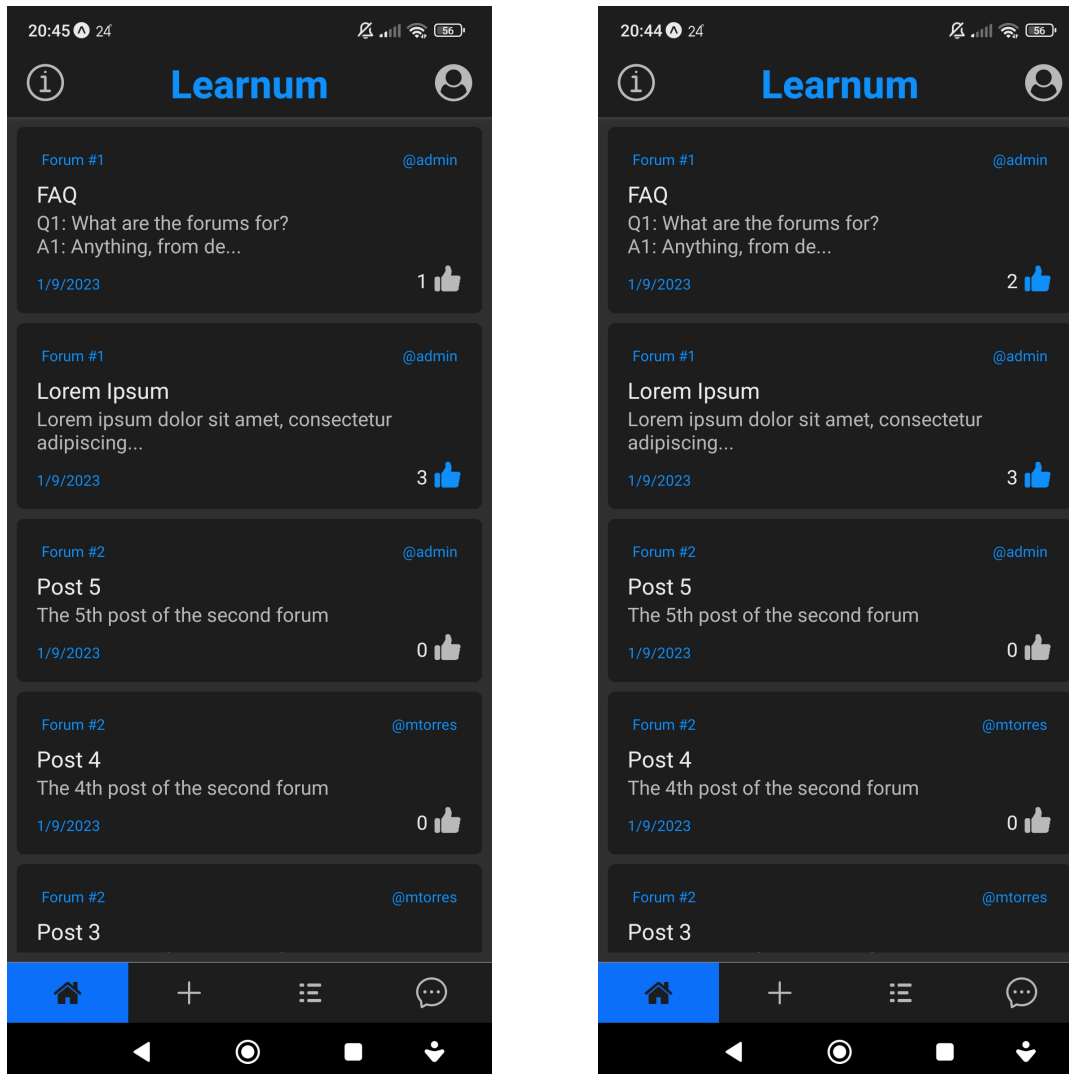 20:45 24°
56
Learnum
Forum #1 @admin
FAQ
Q1: What are the forums for?
A1: Anything, from de...
1/9/2023 1
Forum #1 @admin
Lorem Ipsum
Lorem ipsum dolor sit amet, consectetur
adipiscing...
1/9/2023 3
Forum #2 @admin
Post 5
The 5th post of the second forum
1/9/2023 0
Forum #2 @mtorres
Post 4
The 4th post of the second forum
1/9/2023 0
Forum #2 @mtorres
Post 3
20:44 24°
56
Learnum
Forum #1 @admin
FAQ
Q1: What are the forums for?
A1: Anything, from de...
1/9/2023 2
Forum #1 @admin
Lorem Ipsum
Lorem ipsum dolor sit amet, consectetur
adipiscing...
1/9/2023 3
Forum #2 @admin
Post 5
The 5th post of the second forum
1/9/2023 0
Forum #2 @mtorres
Post 4
The 4th post of the second forum
1/9/2023 0
Forum #2 @mtorres
Post 3